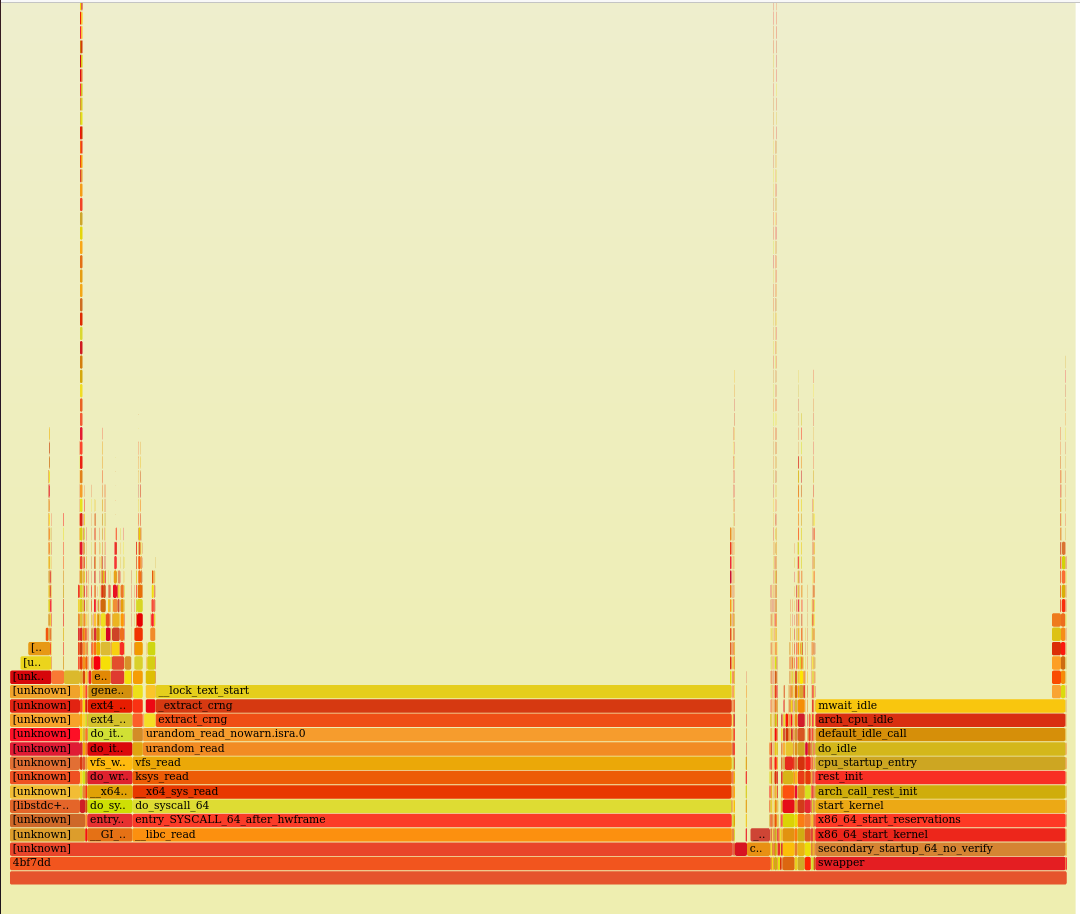 [..
[u..
[unk.. e..
[unknown] gene.. __lock_text_start
[unknown] ext4_.. _extract_crng mwait_idle
[unknown] ext4_.. extract_crng arch_cpu_idle
[unknown] do_it.. urandom_read_nowarn.isra.0 default_idle_call
[unknown] do_it.. urandom_read do_idle
[unknown] vfs_w.. vfs_read cpu_startup_entry
[unknown] do_wr.. ksys_read rest_init
[unknown] __x64.. __x64_sys_read arch_call_rest_init
[libstdc+.. do_sy.. do_syscall_64 start_kernel
[unknown] entry.. entry_SYSCALL_64_after_hwframe x86_64_start_reservations
[unknown] __GI_.. __libc_read .. x86_64_start_kernel
[unknown] c.. secondary_startup_64_no_verify
4bf7dd swapper